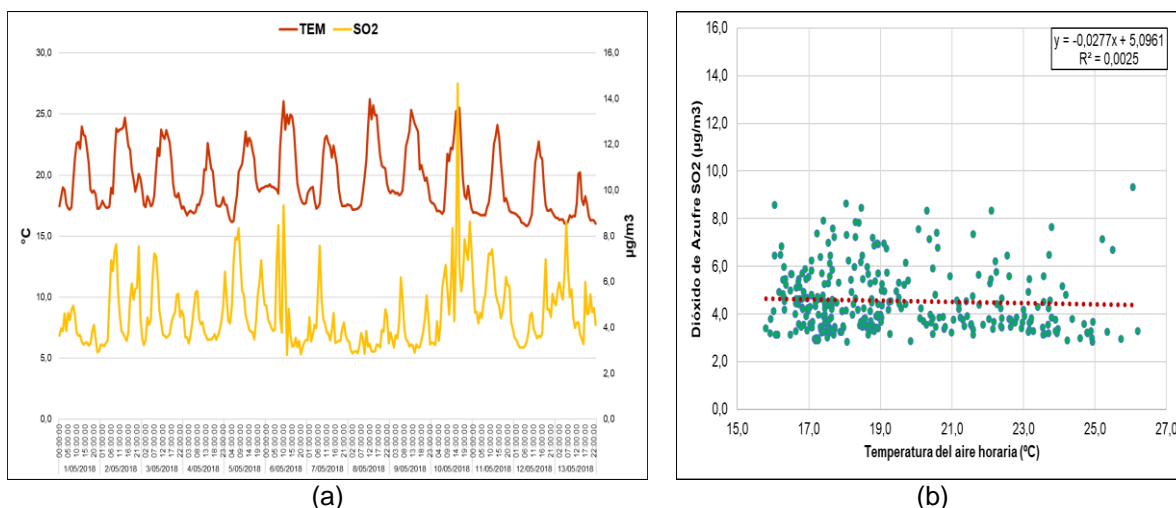 TEM SO2
30,0
25,0
20,0
15,0
10,0
5,0
0,0
°C
16,0
14,0
12,0
10,0
8,0
6,0
4,0
2,0
0,0
µg/m3
1/05/2018 2/05/2018 3/05/2018 4/05/2018 5/05/2018 6/05/2018 7/05/2018 8/05/2018 9/05/2018 10/05/2018 11/05/2018 12/05/2018 13/05/2018
(a)
y = -0,0277x + 5,0961
R² = 0,0025
16,0
14,0
12,0
10,0
8,0
6,0
4,0
2,0
0,0
Dióxido de Azufre SO2 (µg/m3)
15,0 17,0 19,0 21,0 23,0 25,0 27,0
Temperatura del aire horaria (ºC)
(b)